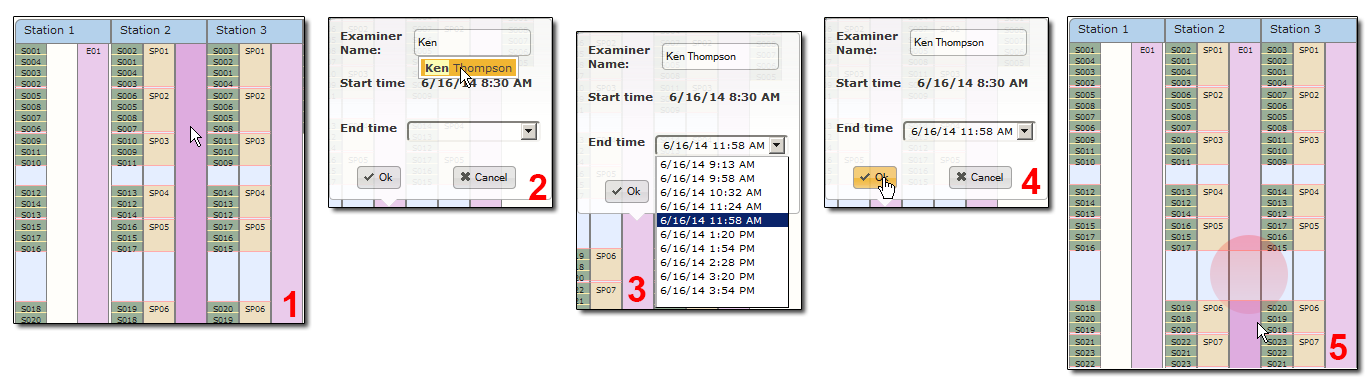 Station 1 Station 2 Station 3
S001 E01 S002 SP01 S003 SP01
S004 S001 S002
S003 S004 S001
S002 S003 S004
S005 S006 SP02 S007 SP02
S008 S005 S006
S007 S008 S005
S006 S007 S008
S009 S010 SP03 S011 SP03
S011 S009 S010
S010 S011 S009
S012 S013 SP04 S014 SP04
S014 S012 S013
S013 S014 S012
S015 S016 SP05 S017 SP05
S017 S015 S016
S016 S017 S015
S018 S019 SP06 S020 SP06
S020 S018 S019
1
Examiner
Name:
Ken
Ken Thompson
Start time 6/16/14 8:30 AM
End time
Ok Cancel
2
Examiner
Name:
Ken Thompson
Start time 6/16/14 8:30 AM
End time 6/16/14 11:58 AM
6/16/14 9:13 AM
6/16/14 9:58 AM
6/16/14 10:32 AM
6/16/14 11:24 AM
6/16/14 11:58 AM
6/16/14 1:20 PM
6/16/14 1:54 PM
6/16/14 2:28 PM
6/16/14 3:20 PM
6/16/14 3:54 PM
Ok
SP06
SP07
3
Examiner
Name:
Ken Thompson
Start time 6/16/14 8:30 AM
End time 6/16/14 11:58 AM
Ok Cancel
4
Station 1 Station 2 Station 3
S001 E01 S002 SP01 E01 S003 SP01
S004 S001 S002
S003 S004 S001
S002 S003 S004
S005 S006 SP02 S007 SP02
S008 S005 S006
S007 S008 S005
S006 S007 S008
S009 S010 SP03 S011 SP03
S011 S009 S010
S010 S011 S009
S012 S013 SP04 S014 SP04
S014 S012 S013
S013 S014 S012
S015 S016 SP05 S017 SP05
S017 S015 S016
S016 S017 S015
S018 S019 SP06 S020 SP06
S020 S018 S019
S019 S020 S018
S021 S022 SP07 S023 SP07
S023 S021 S022
S022 S023 S021
5